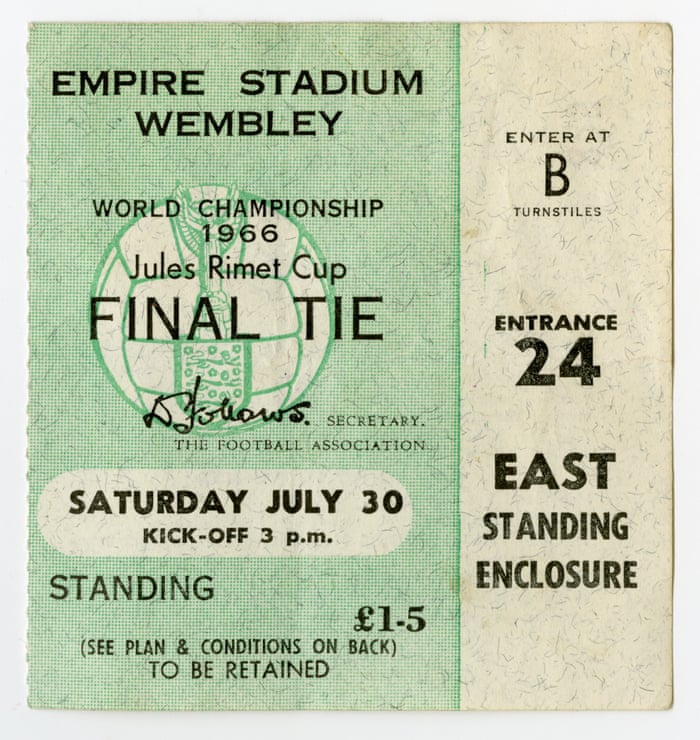 EMPIRE STADIUM
WEMBLEY
WORLD CHAMPIONSHIP
1966
Jules Rimet Cup
FINAL TIE
D Follows. SECRETARY.
THE FOOTBALL ASSOCIATION
SATURDAY JULY 30
KICK-OFF 3 p.m.
STANDING
£1-5
(SEE PLAN & CONDITIONS ON BACK)
TO BE RETAINED
ENTER AT
B
TURNSTILES
ENTRANCE
24
EAST
STANDING
ENCLOSURE